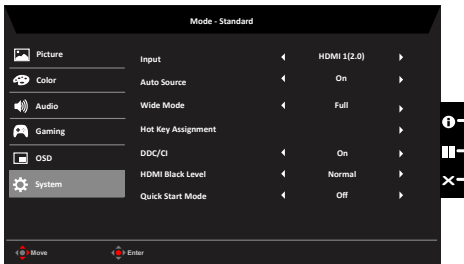 Mode - Standard
Picture
Color
Audio
Gaming
OSD
System
Input HDMI 1(2.0)
Auto Source On
Wide Mode Full
Hot Key Assignment
DDC/CI On
HDMI Black Level Normal
Quick Start Mode Off
Move Enter